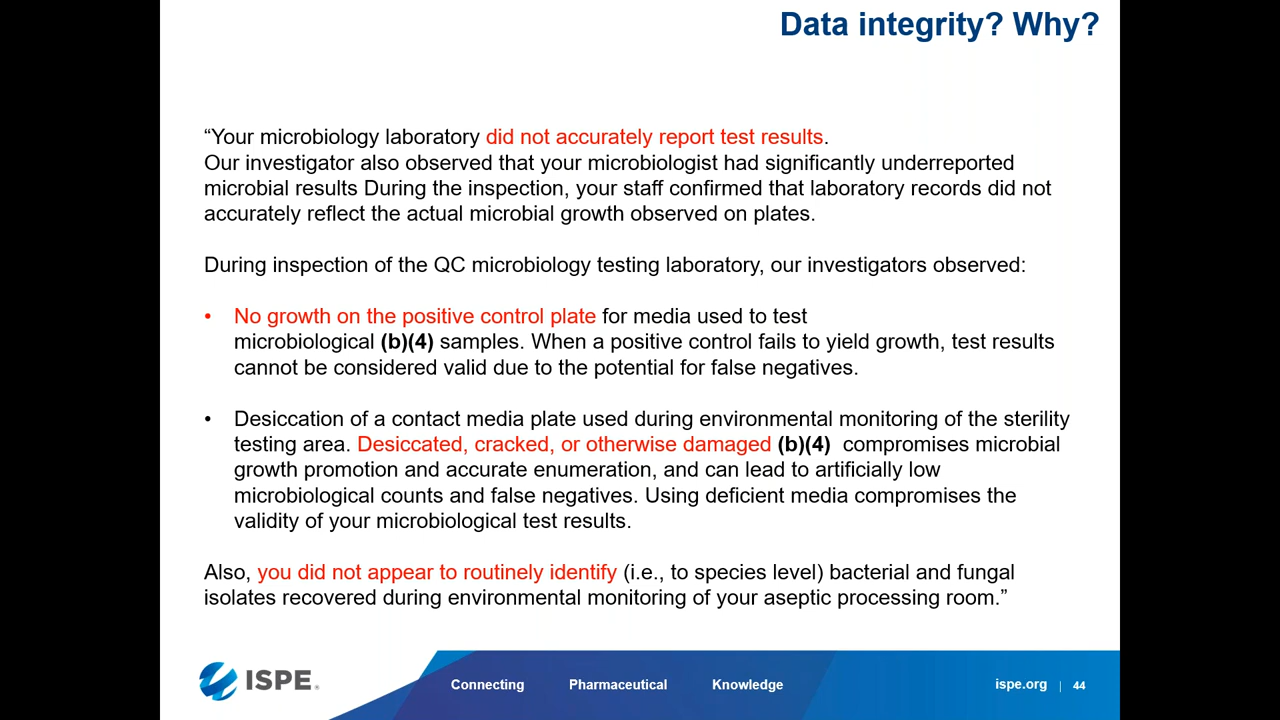 Data integrity? Why?
“Your microbiology laboratory did not accurately report test results.
Our investigator also observed that your microbiologist had significantly underreported
microbial results During the inspection, your staff confirmed that laboratory records did not
accurately reflect the actual microbial growth observed on plates.
During inspection of the QC microbiology testing laboratory, our investigators observed:
• No growth on the positive control plate for media used to test
microbiological (b)(4) samples. When a positive control fails to yield growth, test results
cannot be considered valid due to the potential for false negatives.
• Desiccation of a contact media plate used during environmental monitoring of the sterility
testing area. Desiccated, cracked, or otherwise damaged (b)(4) compromises microbial
growth promotion and accurate enumeration, and can lead to artificially low
microbiological counts and false negatives. Using deficient media compromises the
validity of your microbiological test results.
Also, you did not appear to routinely identify (i.e., to species level) bacterial and fungal
isolates recovered during environmental monitoring of your aseptic processing room.”
ISPE.
Connecting Pharmaceutical Knowledge
ispe.org | 44